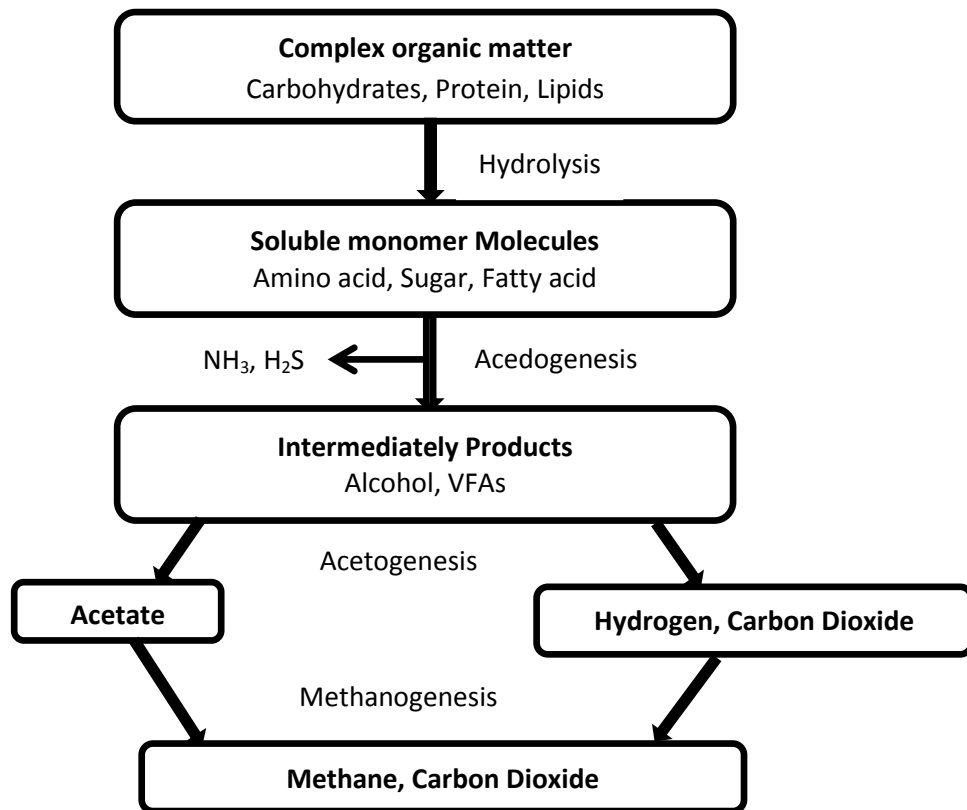 Complex organic matter
Carbohydrates, Protein, Lipids
Hydrolysis
Soluble monomer Molecules
Amino acid, Sugar, Fatty acid
NH₃, H₂S
Acedogenesis
Intermediately Products
Alcohol, VFAs
Acetogenesis
Acetate
Hydrogen, Carbon Dioxide
Methanogenesis
Methane, Carbon Dioxide